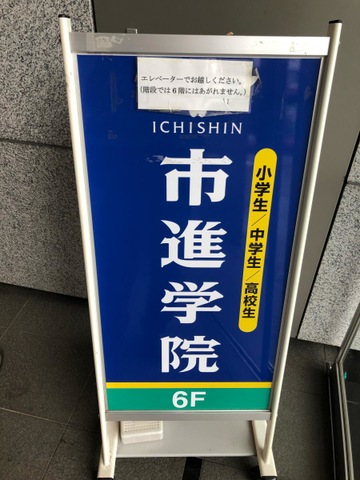 エレベーターでお越しください。
(階段では6階にはあがれません。)
ICHISHIN
市進学院
小学生/中学生/高校生
6F